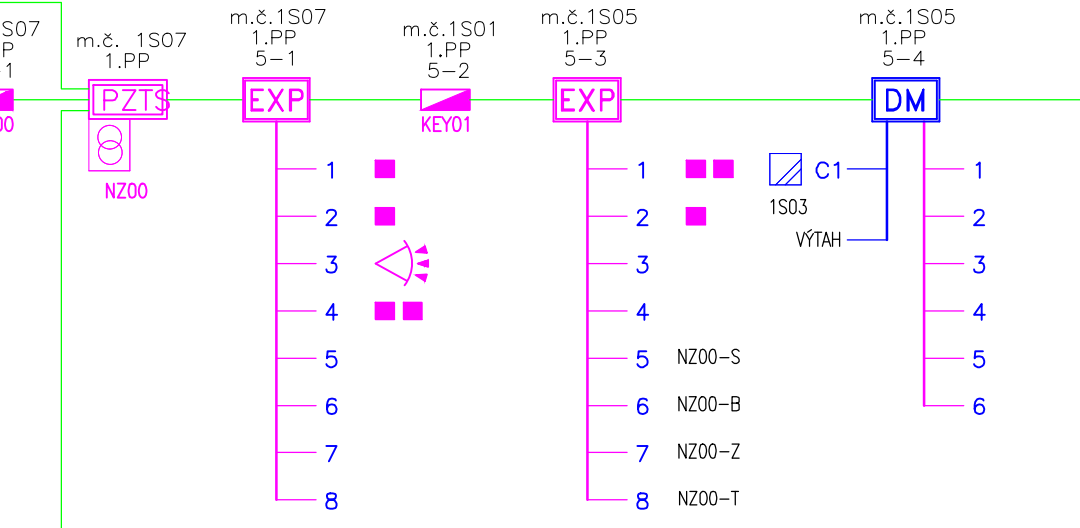 S07
P
-1
00
m.č. 1S07
1.PP
PZTS
NZ00
m.č.1S07
1.PP
5-1
EXP
1
2
3
4
5
6
7
8
m.č.1S01
1.PP
5-2
KEY01
m.č.1S05
1.PP
5-3
EXP
1
2
3
4
5 NZ00-S
6 NZ00-B
7 NZ00-Z
8 NZ00-T
m.č.1S05
1.PP
5-4
DM
C1
1S03
VÝTAH
1
2
3
4
5
6